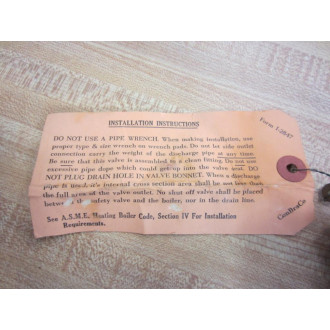 INSTALLATION INSTRUCTIONS
DO NOT USE A PIPE WRENCH. When making installation, use
proper type & size wrench on wrench pads. Do not let side outlet
connection carry the weight of the discharge pipe at any time.
Be sure that this valve is assembled to a clean fitting. Do not use
excessive pipe dope which could get up into the valve seat. DO
NOT PLUG DRAIN HOLE IN VALVE BONNET. When a discharge
pipe is used, it's internal cross section area shall be not less than
the full area of the valve outlet. No shut off valve shall be placed
between the safety valve and the boiler, nor in the drain line.
See A.S.M.E. Heating Boiler Code, Section IV For Installation
Requirements.
Form
ConBraCo